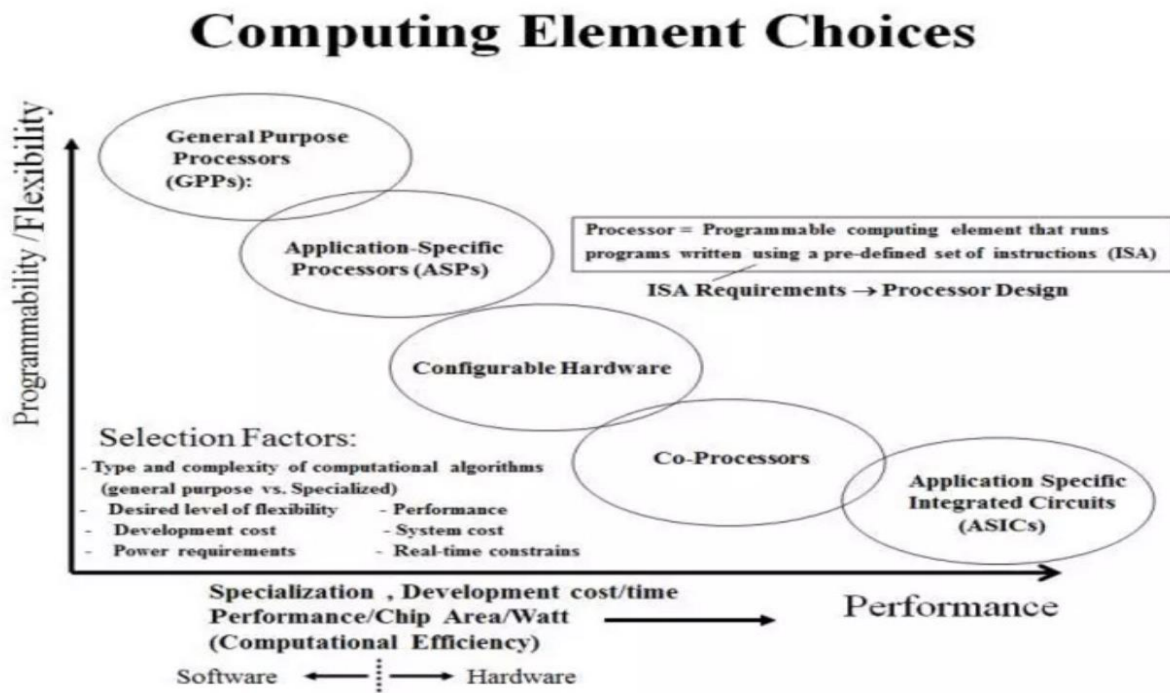 Computing Element Choices
Programmability /Flexibility
General Purpose
Processors
(GPPs):
Application-Specific
Processors (ASPs)
Processor = Programmable computing element that runs
programs written using a pre-defined set of instructions (ISA)
ISA Requirements → Processor Design
Configurable Hardware
Selection Factors:
- Type and complexity of computational algorithms
(general purpose vs. Specialized)
- Desired level of flexibility - Performance
- Development cost - System cost
- Power requirements - Real-time constrains
Co-Processors
Application Specific
Integrated Circuits
(ASICs)
Specialization , Development cost/time
Performance/Chip Area/Watt
(Computational Efficiency)
Performance
Software Hardware